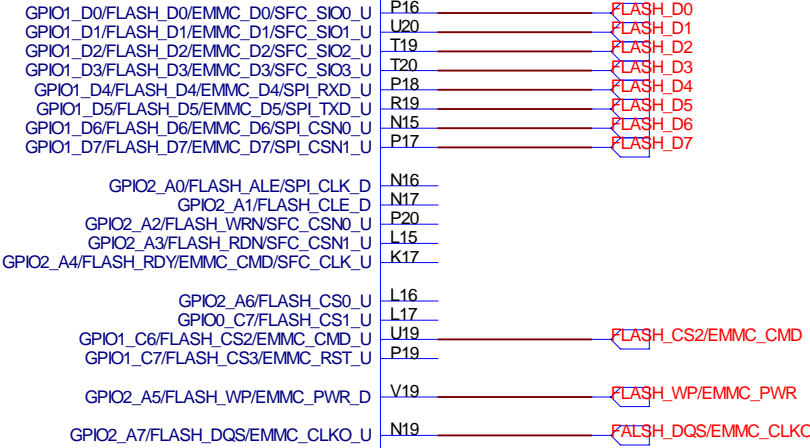 GPIO1_D0/FLASH_D0/EMMC_D0/SFC_SIO0_U P16 FLASH_D0
GPIO1_D1/FLASH_D1/EMMC_D1/SFC_SIO1_U U20 FLASH_D1
GPIO1_D2/FLASH_D2/EMMC_D2/SFC_SIO2_U T19 FLASH_D2
GPIO1_D3/FLASH_D3/EMMC_D3/SFC_SIO3_U T20 FLASH_D3
GPIO1_D4/FLASH_D4/EMMC_D4/SPI_RXD_U P18 FLASH_D4
GPIO1_D5/FLASH_D5/EMMC_D5/SPI_TXD_U R19 FLASH_D5
GPIO1_D6/FLASH_D6/EMMC_D6/SPI_CSN0_U N15 FLASH_D6
GPIO1_D7/FLASH_D7/EMMC_D7/SPI_CSN1_U P17 FLASH_D7
GPIO2_A0/FLASH_ALE/SPI_CLK_D N16
GPIO2_A1/FLASH_CLE_D N17
GPIO2_A2/FLASH_WRN/SFC_CSN0_U P20
GPIO2_A3/FLASH_RDN/SFC_CSN1_U L15
GPIO2_A4/FLASH_RDY/EMMC_CMD/SFC_CLK_U K17
GPIO2_A6/FLASH_CS0_U L16
GPIO0_C7/FLASH_CS1_U L17
GPIO1_C6/FLASH_CS2/EMMC_CMD_U U19 FLASH_CS2/EMMC_CMD
GPIO1_C7/FLASH_CS3/EMMC_RST_U P19
GPIO2_A5/FLASH_WP/EMMC_PWR_D V19 FLASH_WP/EMMC_PWR
GPIO2_A7/FLASH_DQS/EMMC_CLKO_U N19 FALSH_DQS/EMMC_CLKO